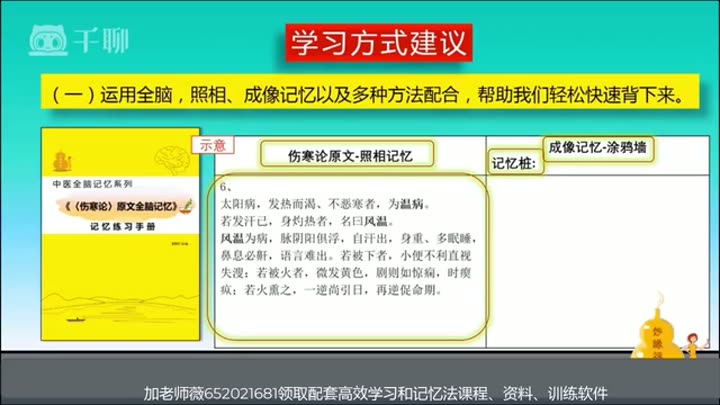 千聊
学习方式建议
（一）运用全脑，照相、成像记忆以及多种方法配合，帮助我们轻松快速背下来。
示意
伤寒论原文-照相记忆
记忆桩:
成像记忆-涂鸦墙
中医全脑记忆系列
《〈伤寒论〉原文全脑记忆》
记忆练习手册
6、
太阳病，发热而渴、不恶寒者，为温病。
若发汗已，身灼热者，名曰风温。
风温为病，脉阴阳俱浮，自汗出，身重、多眠睡，
鼻息必鼾，语言难出。若被下者，小便不利直视
失溲；若被火者，微发黄色，剧则如惊痫，时瘈
疭；若火熏之，一逆尚引日，再逆促命期。
加老师薇652021681领取配套高效学习和记忆法课程、资料、训练软件